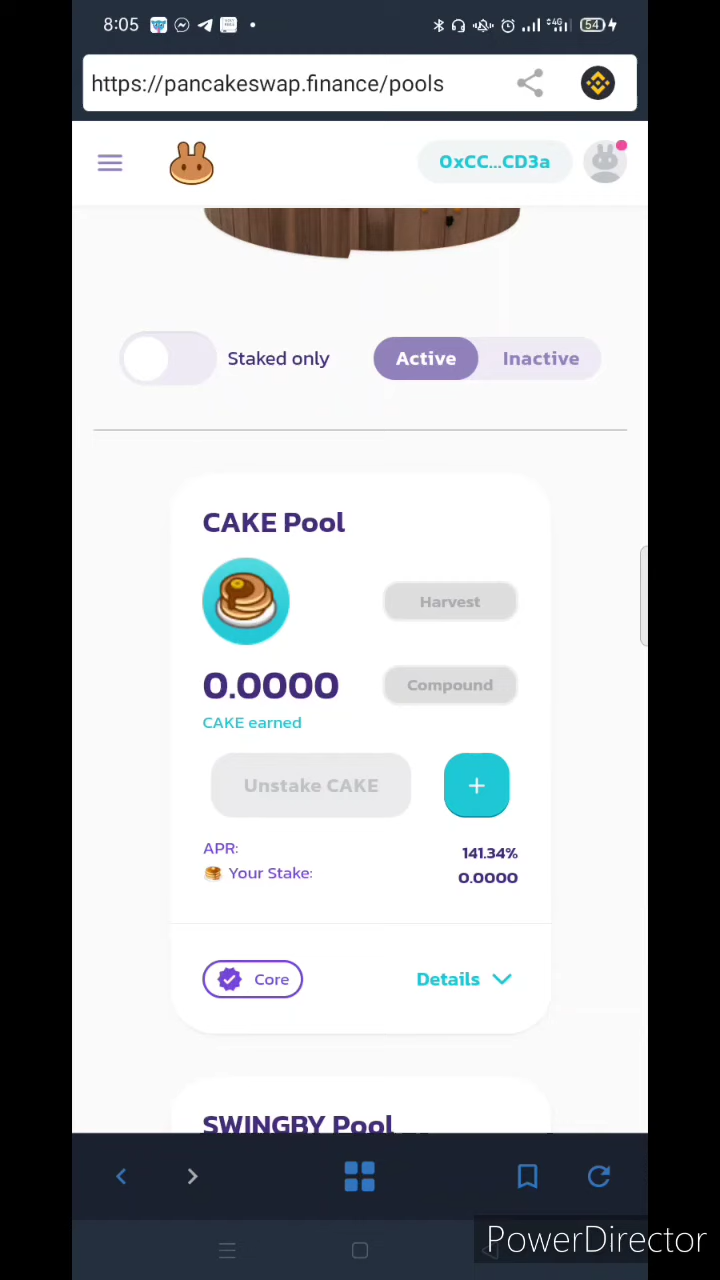 8:05
4G
54
https://pancakeswap.finance/pools
0xCC...CD3a
Staked only
Active
Inactive
CAKE Pool
Harvest
0.0000
Compound
CAKE earned
Unstake CAKE
+
APR:
141.34%
Your Stake:
0.0000
Core
Details
SWINGBY Pool
PowerDirector